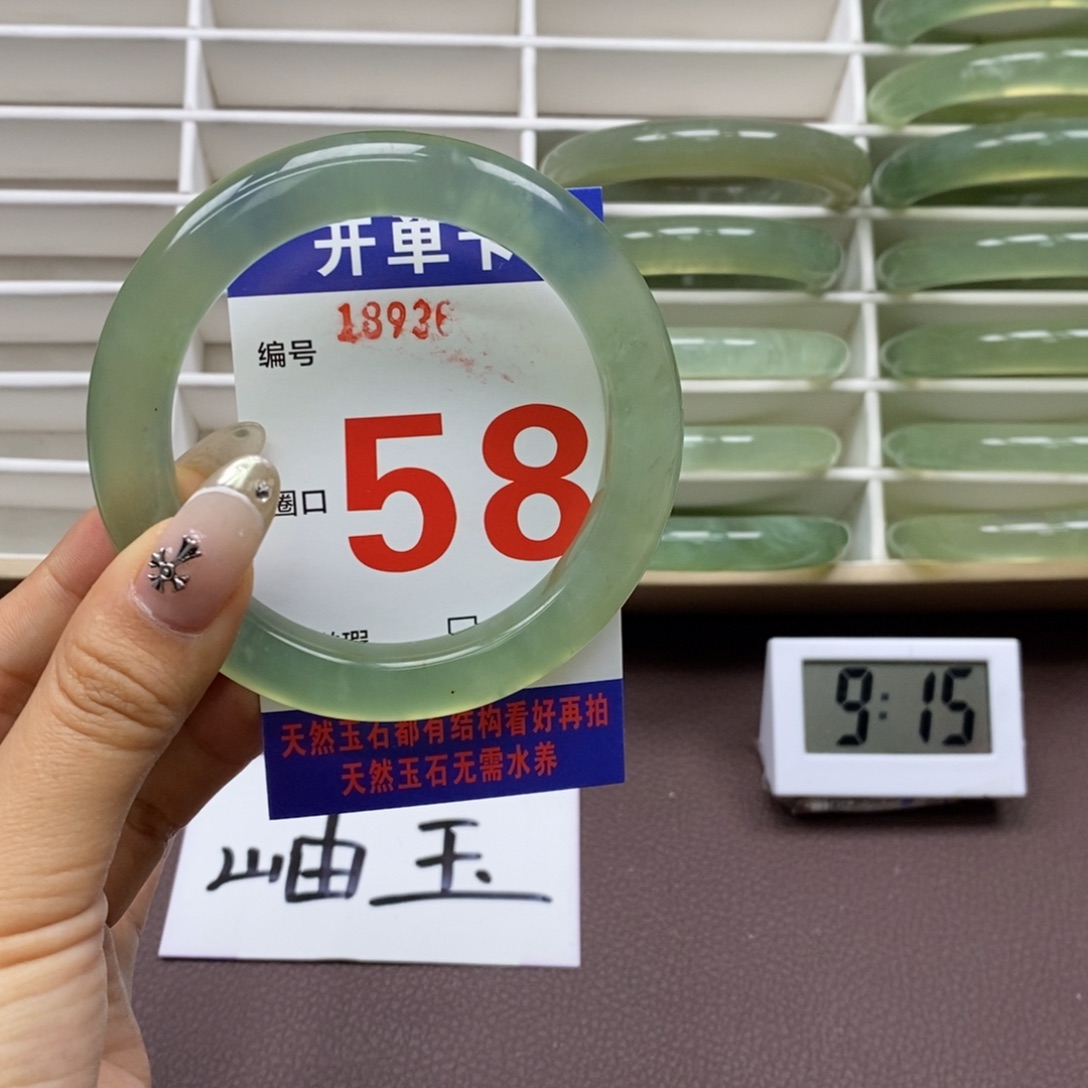 开单卡
18936
编号
圈口
58
瑕
天然玉石都有结构看好再拍
天然玉石无需水养
岫玉
9:15